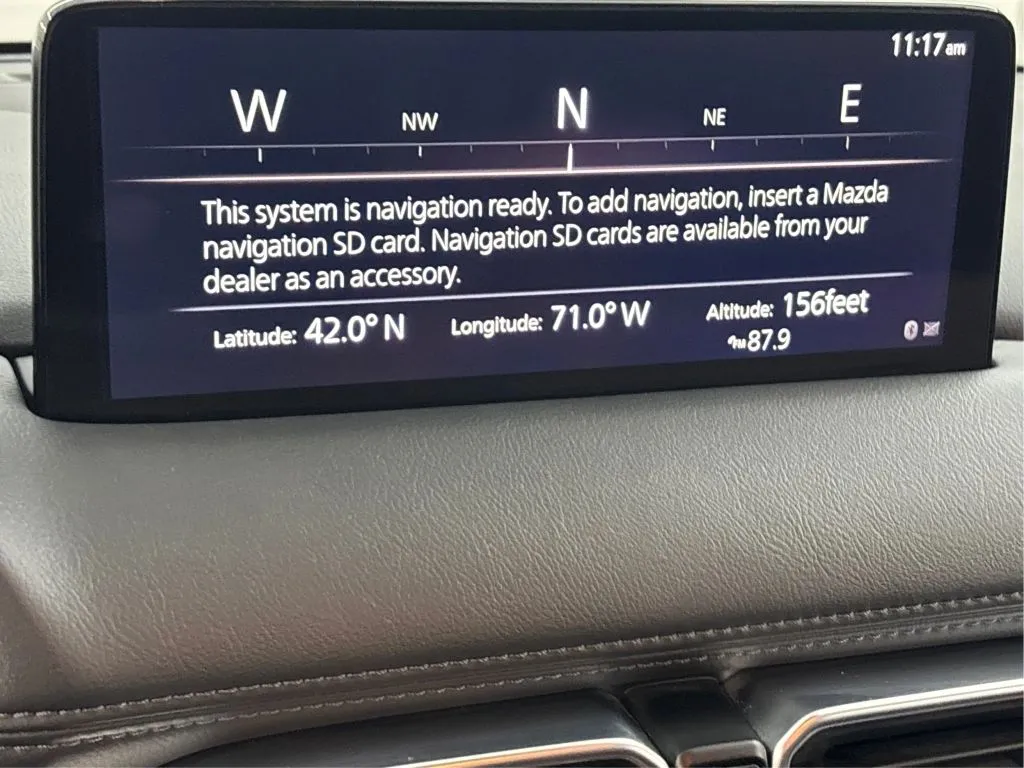 11:17am
W NW N NE E
This system is navigation ready. To add navigation, insert a Mazda
navigation SD card. Navigation SD cards are available from your
dealer as an accessory.
Latitude: 42.0° N Longitude: 71.0° W Altitude: 156feet
FM 87.9